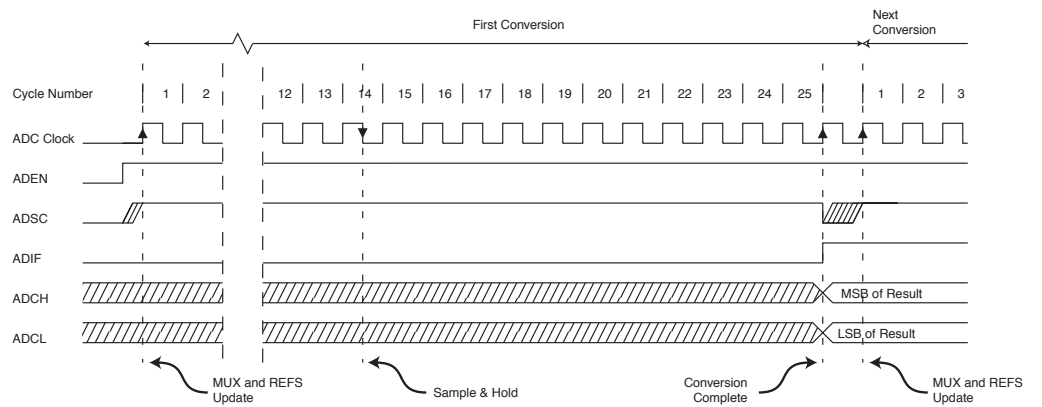 First Conversion
Next
Conversion
Cycle Number 1 2 12 13 14 15 16 17 18 19 20 21 22 23 24 25 1 2 3
ADC Clock
ADEN
ADSC
ADIF
ADCH MSB of Result
ADCL LSB of Result
MUX and REFS
Update
Sample & Hold
Conversion
Complete
MUX and REFS
Update